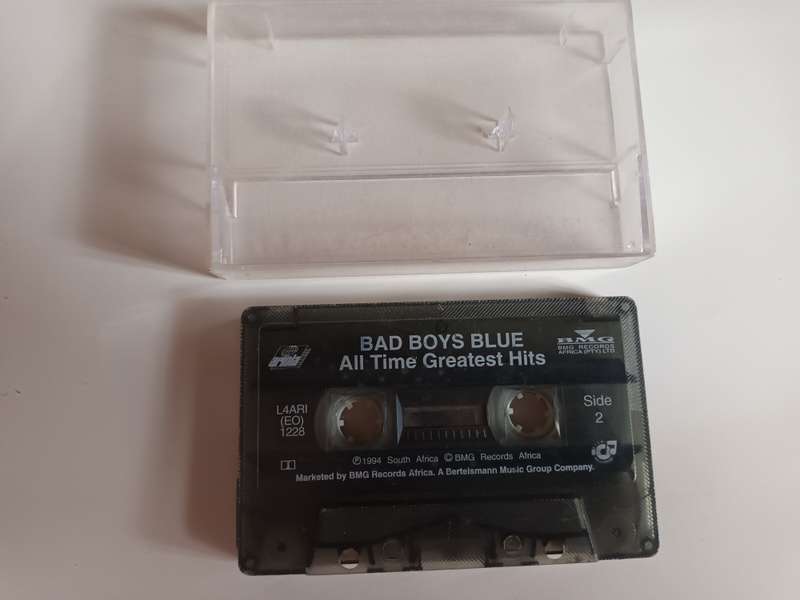 BAD BOYS BLUE
All Time Greatest Hits
BMG
BMG RECORDS
AFRICA (PTY) LTD
L4ARI
(EO)
1228
Side
2
℗1994 South Africa © BMG Records Africa
Marketed by BMG Records Africa. A Bertelsmann Music Group Company.